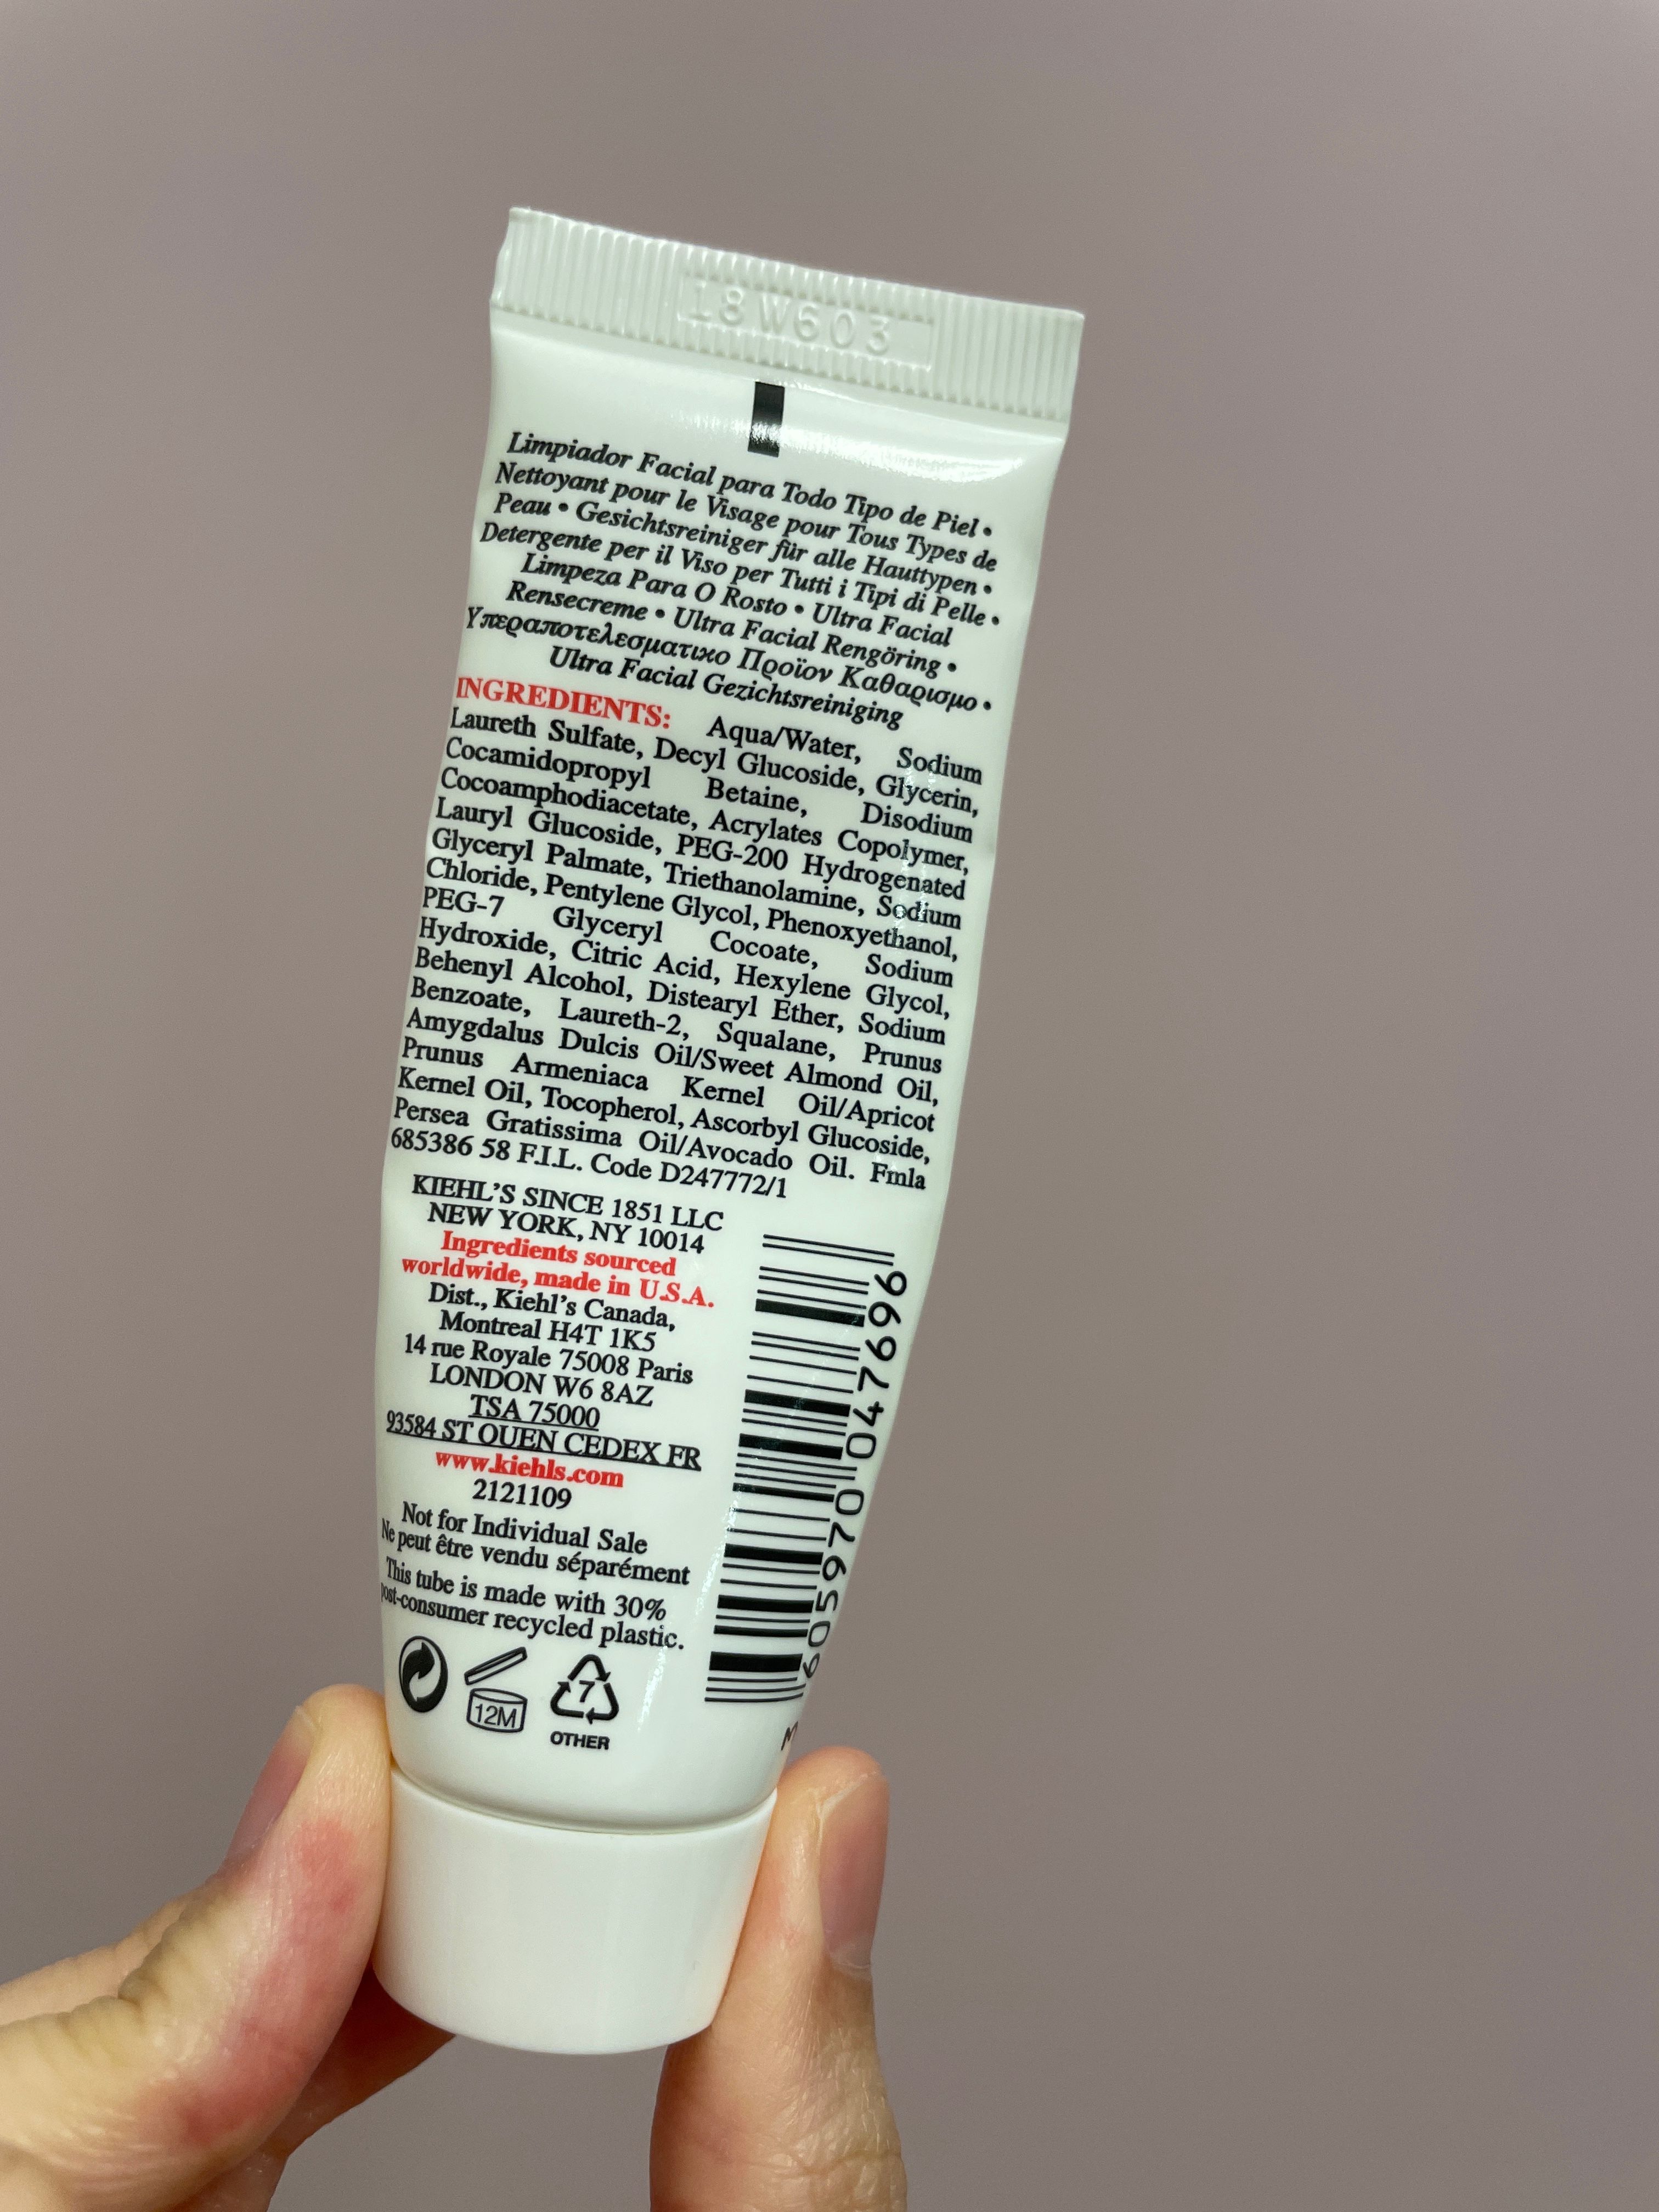 18W603
Limpiador Facial para Todo Tipo de Piel •
Nettoyant pour le Visage pour Tous Types de
Peau • Gesichtsreiniger für alle Hauttypen •
Detergente per il Viso per Tutti i Tipi di Pelle •
Limpeza Para O Rosto • Ultra Facial
Rensecreme • Ultra Facial Rengöring •
Υπεραποτελεσματικο Προϊον Καθαρισμο •
Ultra Facial Gezichtsreiniging
INGREDIENTS: Aqua/Water, Sodium
Laureth Sulfate, Decyl Glucoside, Glycerin,
Cocamidopropyl Betaine, Disodium
Cocoamphodiacetate, Acrylates Copolymer,
Lauryl Glucoside, PEG-200 Hydrogenated
Glyceryl Palmate, Triethanolamine, Sodium
Chloride, Pentylene Glycol, Phenoxyethanol,
PEG-7 Glyceryl Cocoate, Sodium
Hydroxide, Citric Acid, Hexylene Glycol,
Behenyl Alcohol, Distearyl Ether, Sodium
Benzoate, Laureth-2, Squalane, Prunus
Amygdalus Dulcis Oil/Sweet Almond Oil,
Prunus Armeniaca Kernel Oil/Apricot
Kernel Oil, Tocopherol, Ascorbyl Glucoside,
Persea Gratissima Oil/Avocado Oil. Fmla
685386 58 F.I.L. Code D247772/1
KIEHL'S SINCE 1851 LLC
NEW YORK, NY 10014
Ingredients sourced
worldwide, made in U.S.A.
Dist., Kiehl's Canada,
Montreal H4T 1K5
14 rue Royale 75008 Paris
LONDON W6 8AZ
TSA 75000
93584 ST OUEN CEDEX FR
www.kiehls.com
2121109
Not for Individual Sale
Ne peut être vendu séparément
This tube is made with 30%
post-consumer recycled plastic.
12M
7
OTHER
6 05970 04769 6